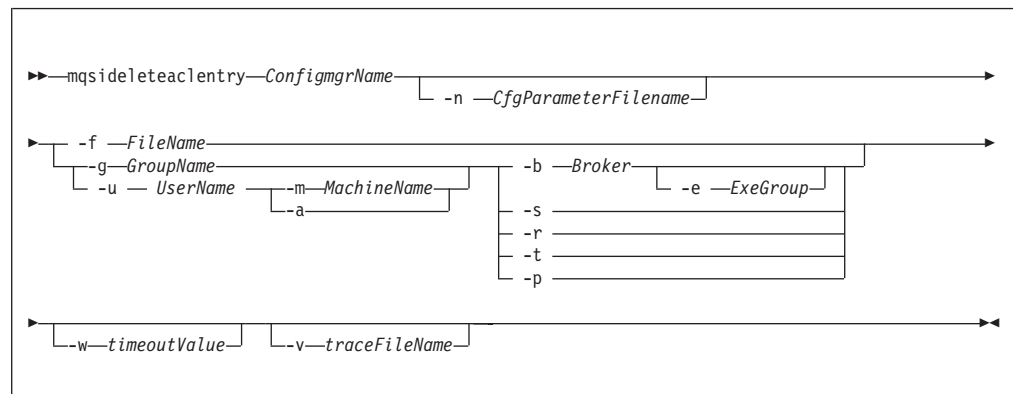 mqsideleteaclentry ConfigmgrName
-n CfgParameterFilename
-f FileName
-g GroupName -b Broker
-u UserName -m MachineName -e ExeGroup
-a -s
-r
-t
-p
-w timeoutValue -v traceFileName